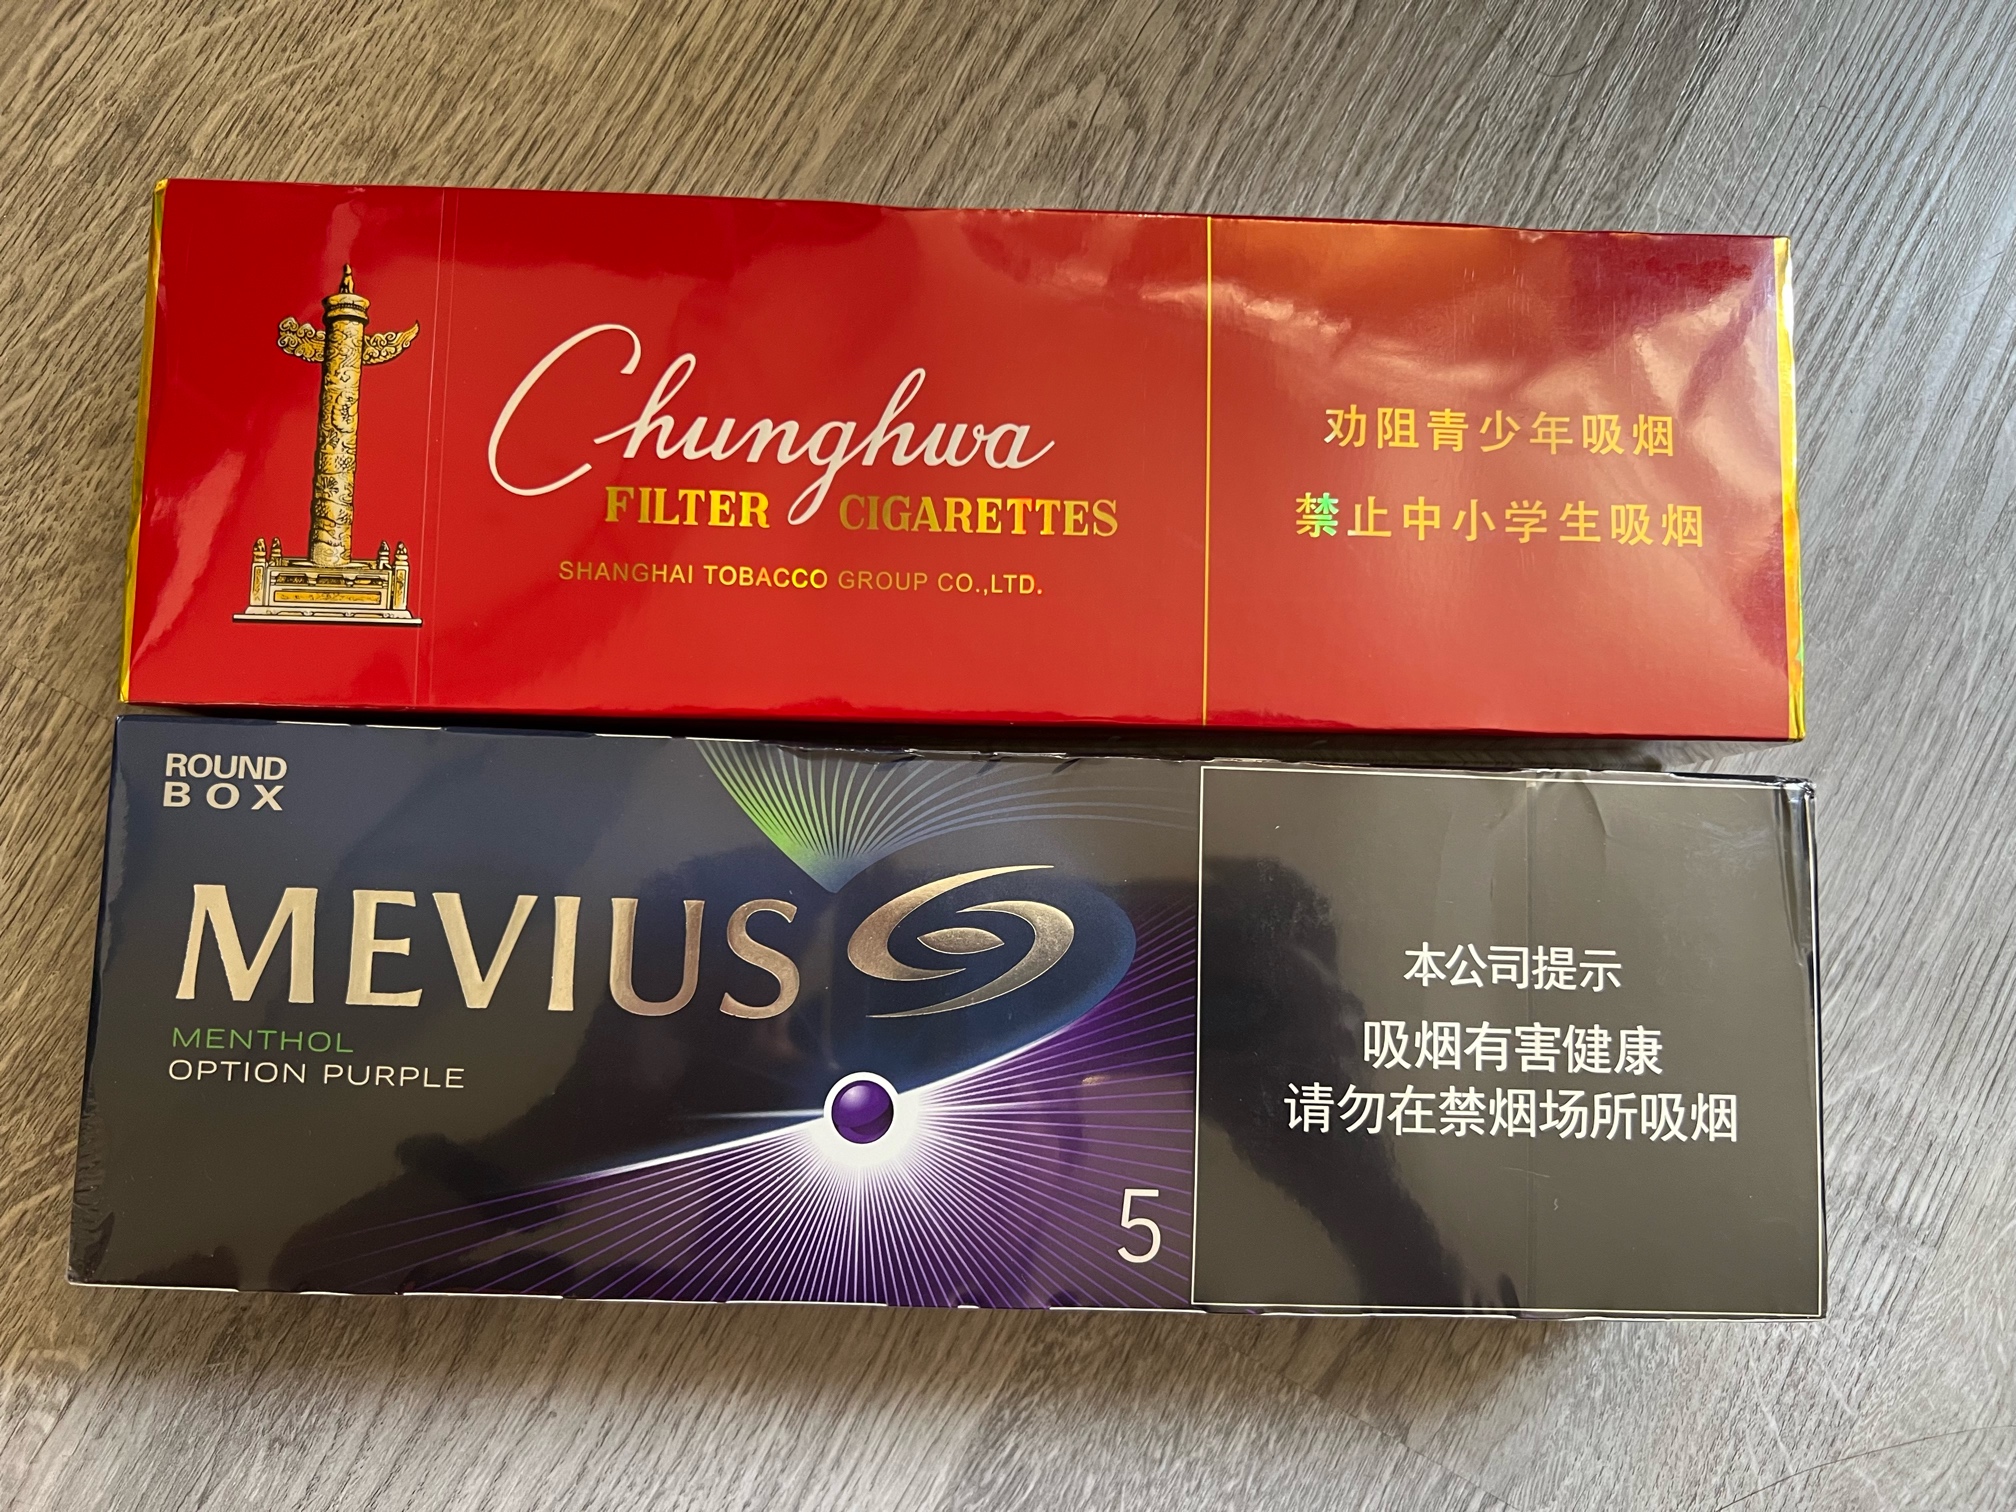 Chunghwa
FILTER CIGARETTES
SHANGHAI TOBACCO GROUP CO.,LTD.
劝阻青少年吸烟
禁止中小学生吸烟
ROUND
BOX
MEVIUS
MENTHOL
OPTION PURPLE
5
本公司提示
吸烟有害健康
请勿在禁烟场所吸烟